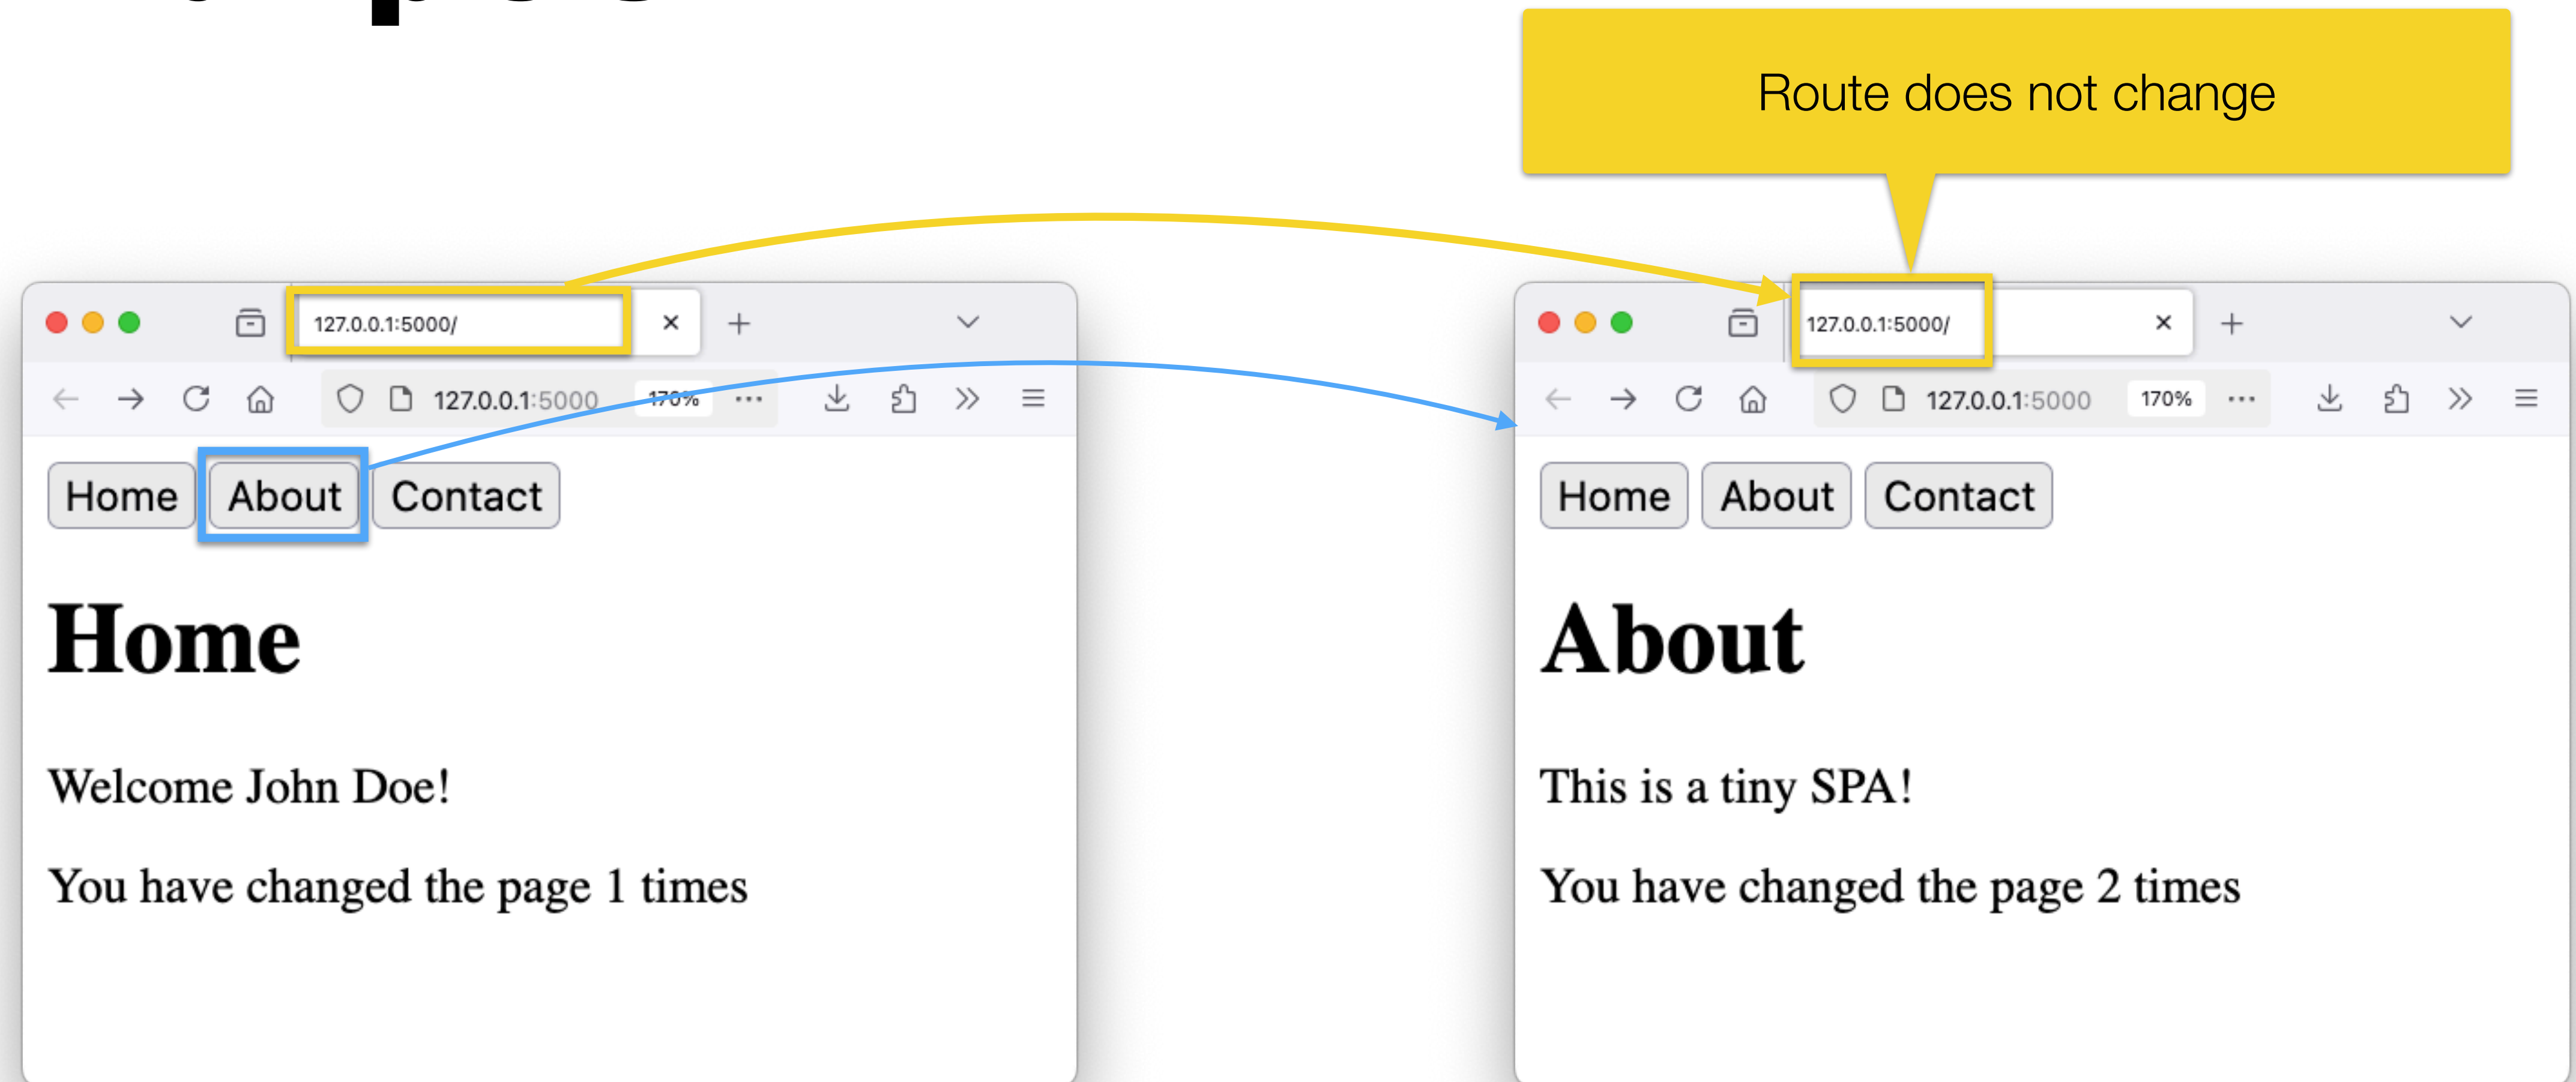 Route does not change
127.0.0.1:5000/
127.0.0.1:5000 170%
Home About Contact
Home
Welcome John Doe!
You have changed the page 1 times
127.0.0.1:5000/
127.0.0.1:5000 170%
Home About Contact
About
This is a tiny SPA!
You have changed the page 2 times